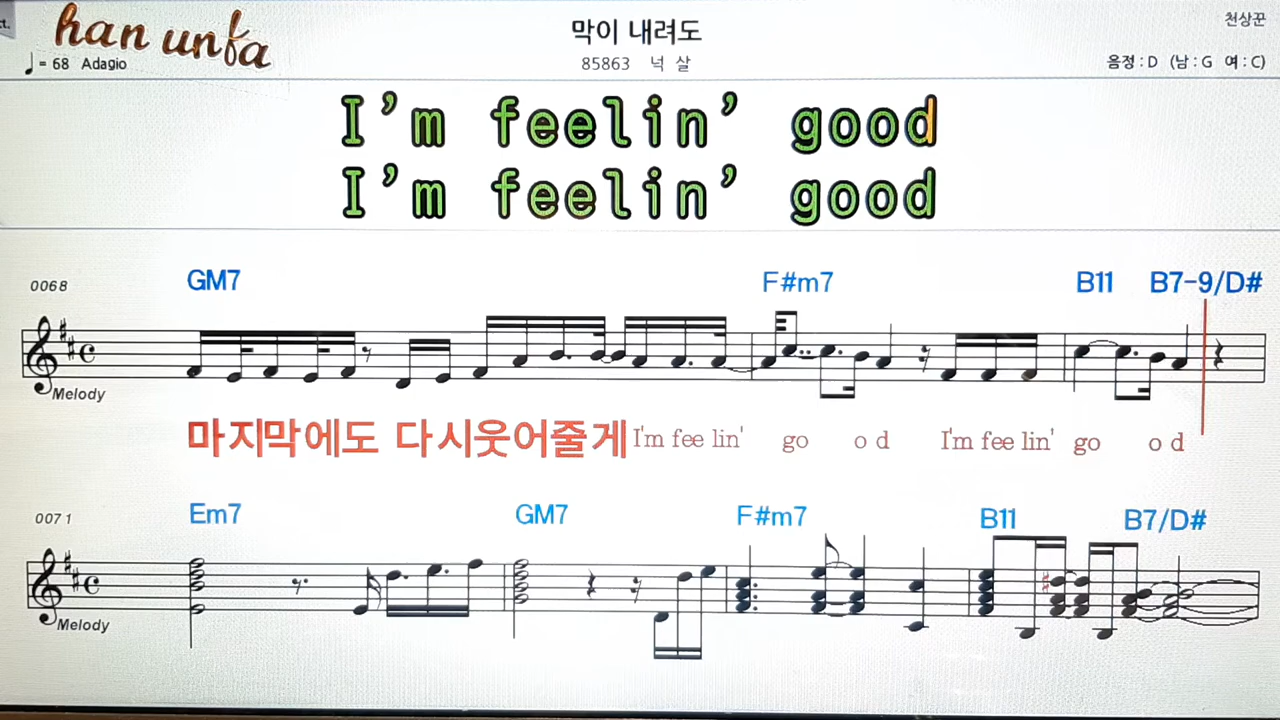 ct.
han unfa
막이 내려도
천상꾼
♩= 68 Adagio
85863 넉 살
음정 : D (남 : G 여 : C)
I'm feelin' good
I'm feelin' good
0068 GM7 F#m7 B11 B7-9/D#
Melody
마지막에도 다시웃어줄게 I'm fee lin' go o d I'm fee lin' go o d
0071 Em7 GM7 F#m7 B11 B7/D#
Melody